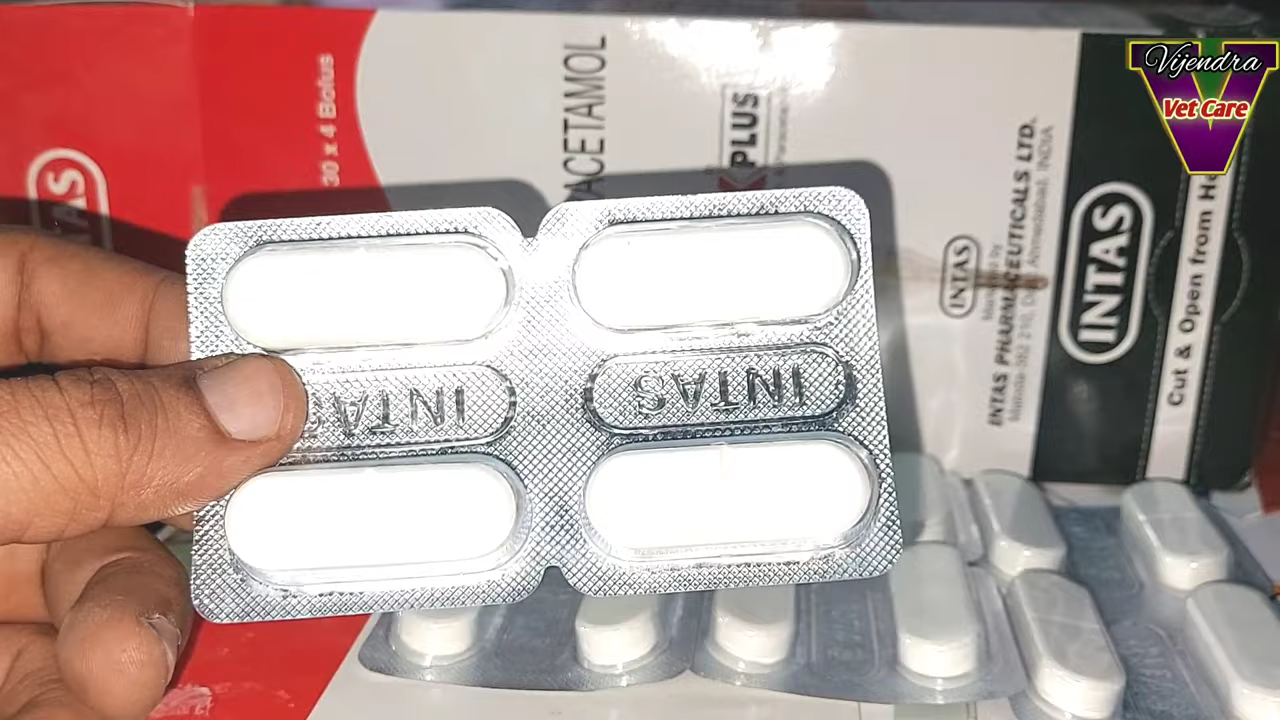 INTAS
30 x 4 Bolus
ACETAMOL
PLUS
INTAS
INTAS PHARMACEUTICALS LTD.
INTAS
Cut & Open from He
Vijendra
Vet Care
INTAS
INTAS